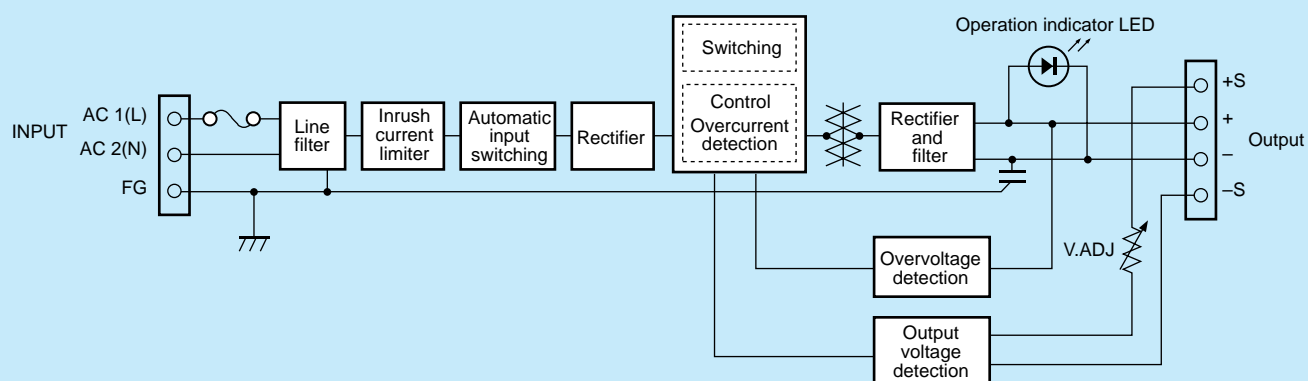 Operation indicator LED
INPUT
AC 1(L)
AC 2(N)
FG
Line
filter
Inrush
current
limiter
Automatic
input
switching
Rectifier
Switching
Control
Overcurrent
detection
Rectifier
and
filter
+S
+
–
–S
Output
V.ADJ
Overvoltage
detection
Output
voltage
detection